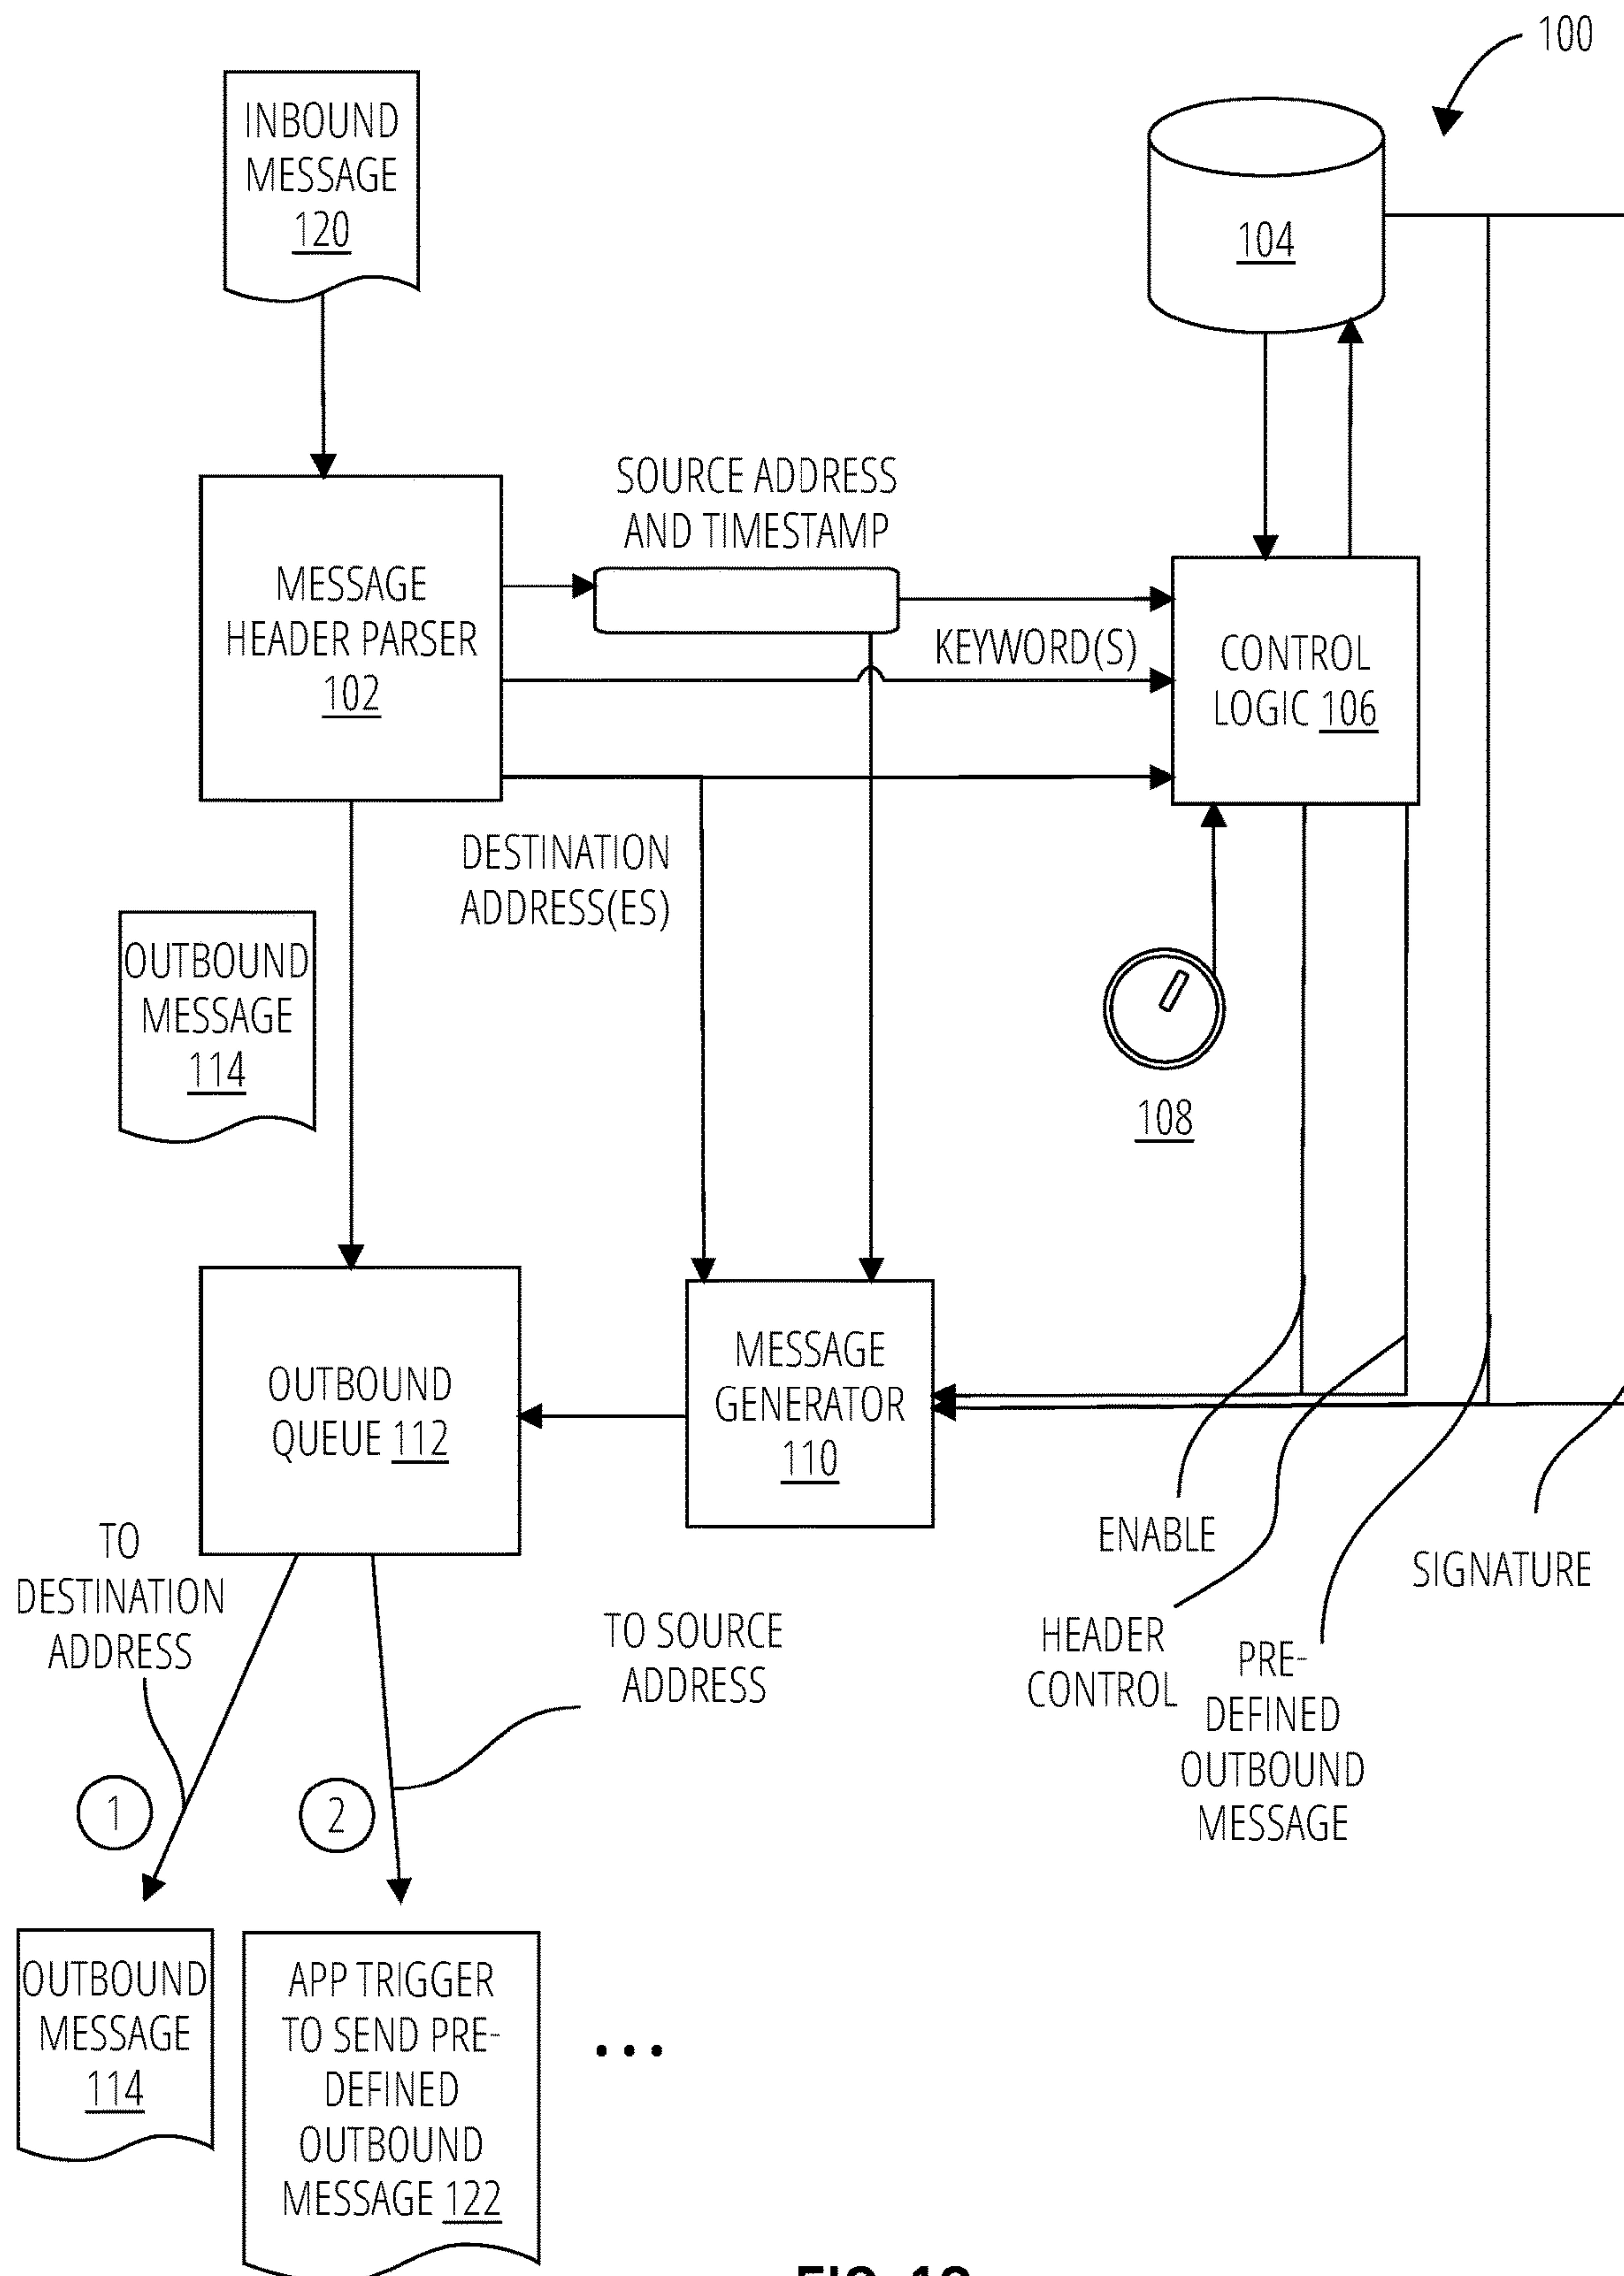 100
INBOUND
MESSAGE
120
104
SOURCE ADDRESS
AND TIMESTAMP
MESSAGE
HEADER PARSER
102
KEYWORD(S)
CONTROL
LOGIC 106
DESTINATION
ADDRESS(ES)
OUTBOUND
MESSAGE
114
108
MESSAGE
GENERATOR
110
OUTBOUND
QUEUE 112
ENABLE
SIGNATURE
HEADER
CONTROL
PRE-
DEFINED
OUTBOUND
MESSAGE
TO
DESTINATION
ADDRESS
TO SOURCE
ADDRESS
1
2
OUTBOUND
MESSAGE
114
APP TRIGGER
TO SEND PRE-
DEFINED
OUTBOUND
MESSAGE 122
...